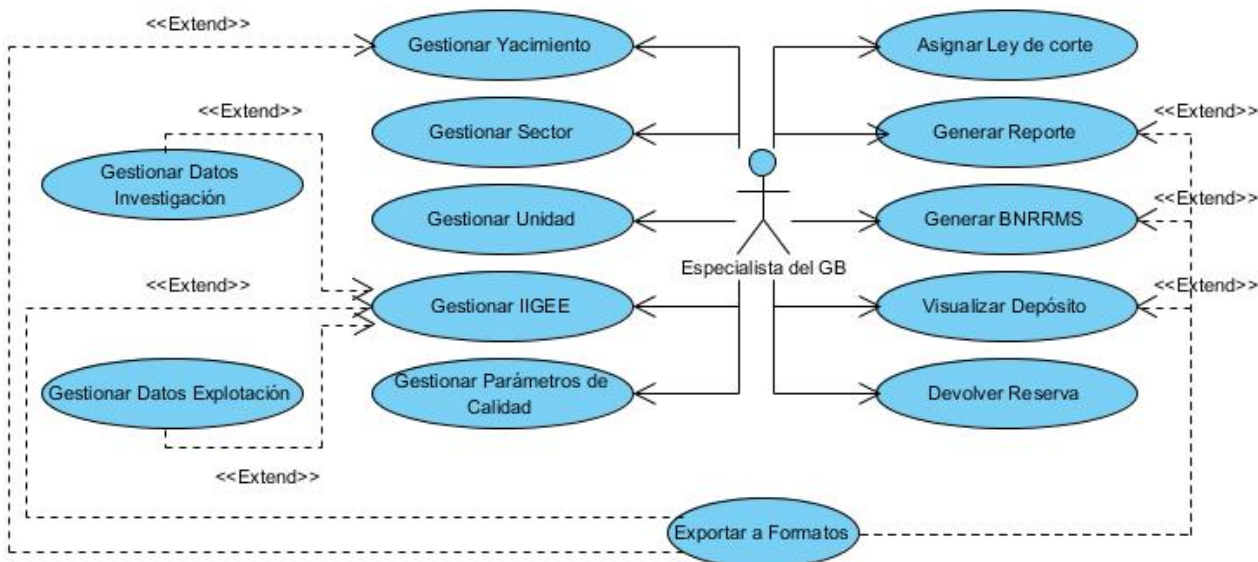 <<Extend>>
Gestionar Yacimiento
Asignar Ley de corte
<<Extend>>
<<Extend>>
Gestionar Sector
Generar Reporte
Gestionar Datos
Investigación
<<Extend>>
Gestionar Unidad
Generar BNRRMS
Especialista del GB
<<Extend>>
<<Extend>>
Gestionar IIGEE
Visualizar Depósito
Gestionar Datos Explotación
Gestionar Parámetros de
Calidad
Devolver Reserva
<<Extend>>
Exportar a Formatos